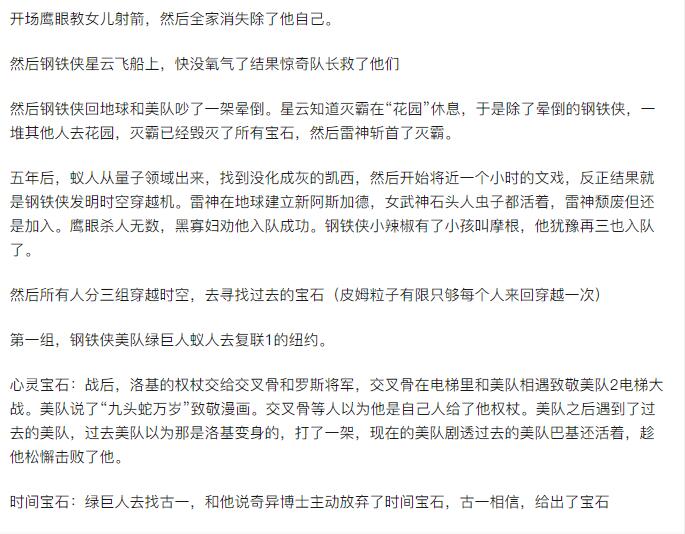 开场鹰眼教女儿射箭，然后全家消失除了他自己。
然后钢铁侠星云飞船上，快没氧气了结果惊奇队长救了他们
然后钢铁侠回地球和美队吵了一架晕倒。星云知道灭霸在“花园”休息，于是除了晕倒的钢铁侠，一
堆其他人去花园，灭霸已经毁灭了所有宝石，然后雷神斩首了灭霸。
五年后，蚁人从量子领域出来，找到没化成灰的凯西，然后开始将近一个小时的文戏，反正结果就
是钢铁侠发明时空穿越机。雷神在地球建立新阿斯加德，女武神石头人虫子都活着，雷神颓废但还
是加入。鹰眼杀人无数，黑寡妇劝他入队成功。钢铁侠小辣椒有了小孩叫摩根，他犹豫再三也入队
了。
然后所有人分三组穿越时空，去寻找过去的宝石（皮姆粒子有限只够每个人来回穿越一次）
第一组，钢铁侠美队绿巨人蚁人去复联1的纽约。
心灵宝石：战后，洛基的权杖交给交叉骨和罗斯将军，交叉骨在电梯里和美队相遇致敬美队2电梯大
战。美队说了“九头蛇万岁”致敬漫画。交叉骨等人以为他是自己人给了他权杖。美队之后遇到了过
去的美队，过去美队以为那是洛基变身的，打了一架，现在的美队剧透过去的美队巴基还活着，趁
他松懈击败了他。
时间宝石：绿巨人去找古一，和他说奇异博士主动放弃了时间宝石，古一相信，给出了宝石